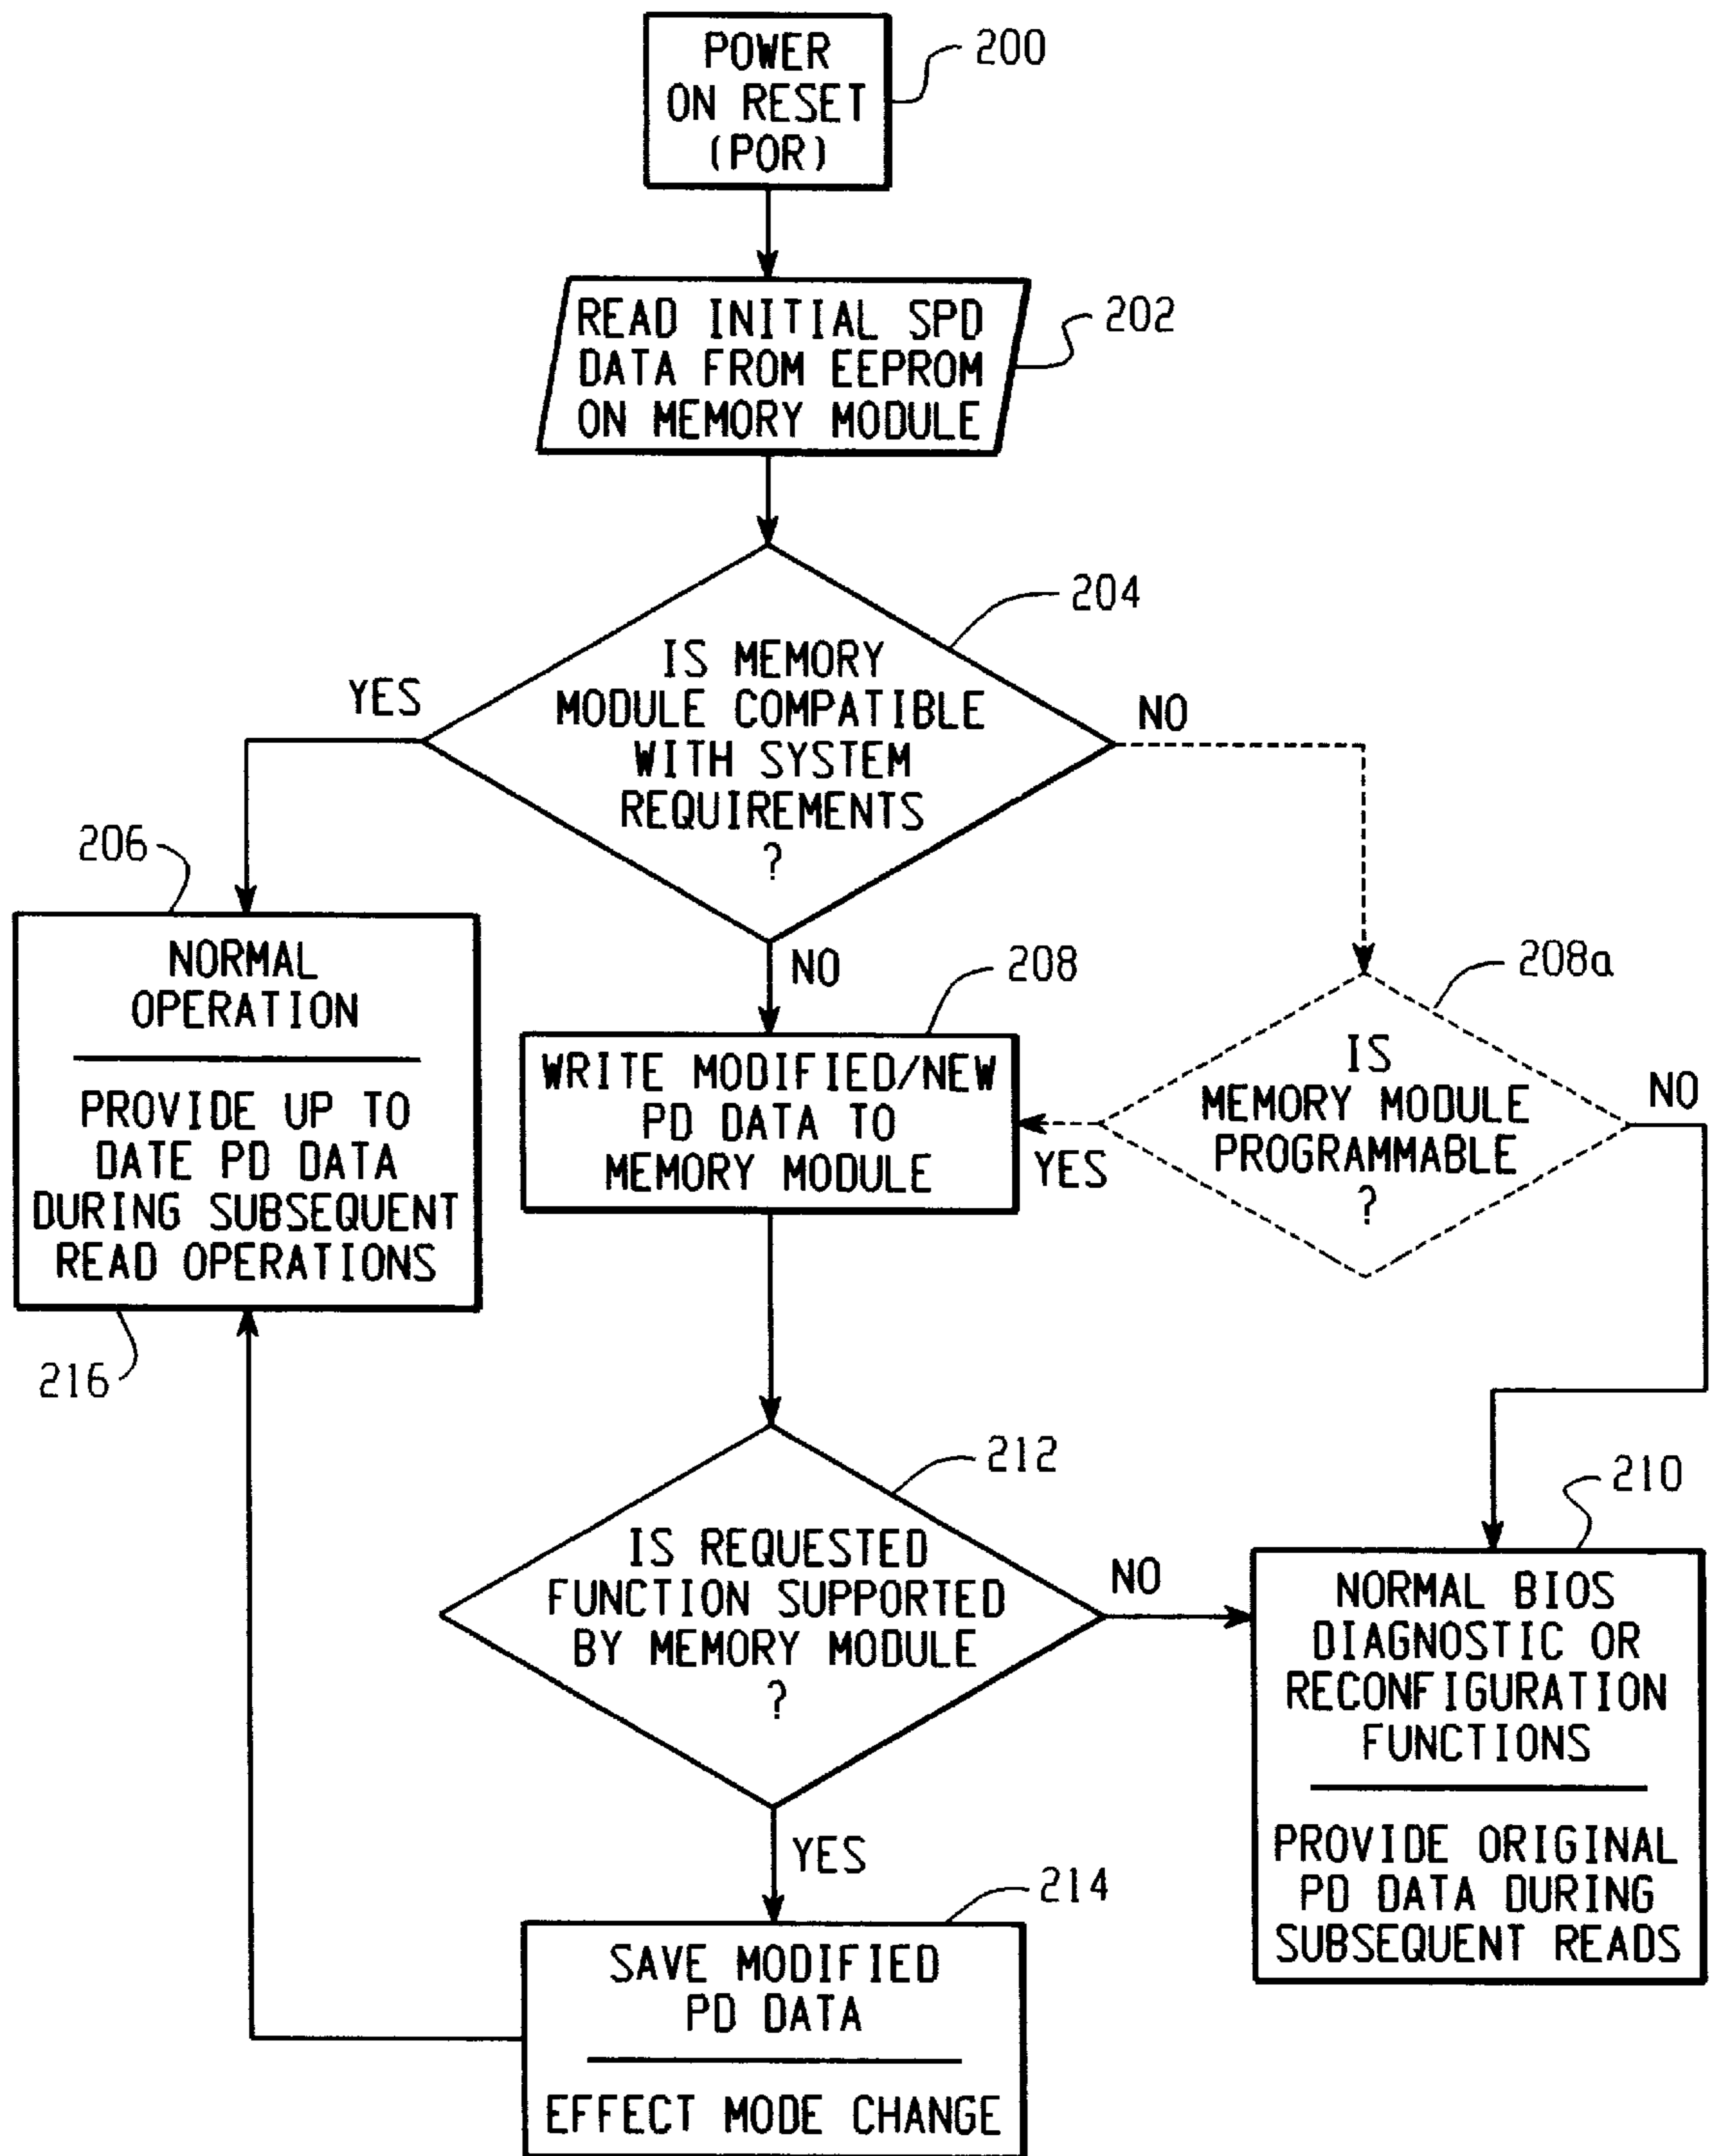 POWER
ON RESET
(POR)
200
READ INITIAL SPD
DATA FROM EEPROM
ON MEMORY MODULE
202
204
IS MEMORY
MODULE COMPATIBLE
WITH SYSTEM
REQUIREMENTS
?
YES
NO
206
NORMAL
OPERATION
PROVIDE UP TO
DATE PD DATA
DURING SUBSEQUENT
READ OPERATIONS
216
NO
208
WRITE MODIFIED/NEW
PD DATA TO
MEMORY MODULE
208a
IS
MEMORY MODULE
PROGRAMMABLE
?
YES
NO
212
IS REQUESTED
FUNCTION SUPPORTED
BY MEMORY MODULE
?
NO
210
NORMAL BIOS
DIAGNOSTIC OR
RECONFIGURATION
FUNCTIONS
PROVIDE ORIGINAL
PD DATA DURING
SUBSEQUENT READS
YES
214
SAVE MODIFIED
PD DATA
EFFECT MODE CHANGE